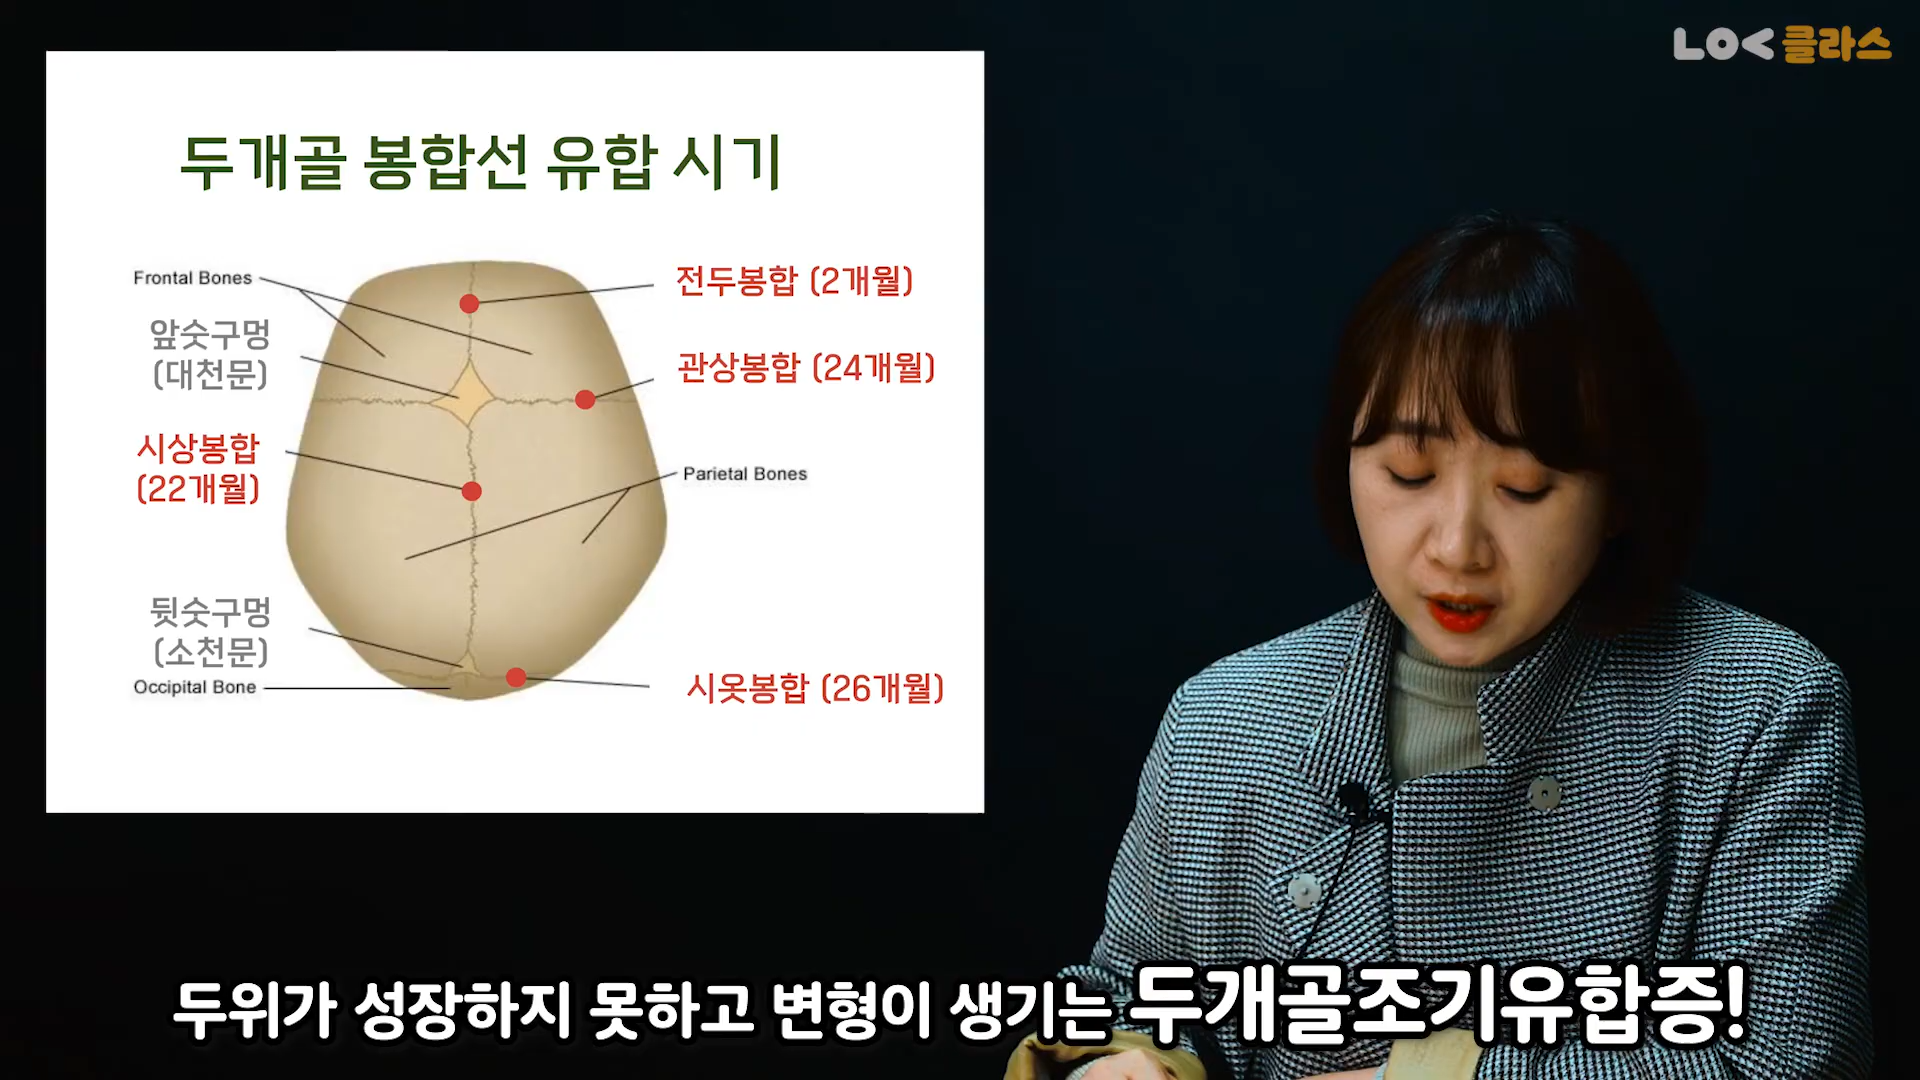 LOC 클라스
두개골 봉합선 유합 시기
Frontal Bones
전두봉합 (2개월)
앞숫구멍
(대천문)
관상봉합 (24개월)
시상봉합
(22개월)
Parietal Bones
뒷숫구멍
(소천문)
Occipital Bone
시옷봉합 (26개월)
두위가 성장하지 못하고 변형이 생기는 두개골조기유합증!